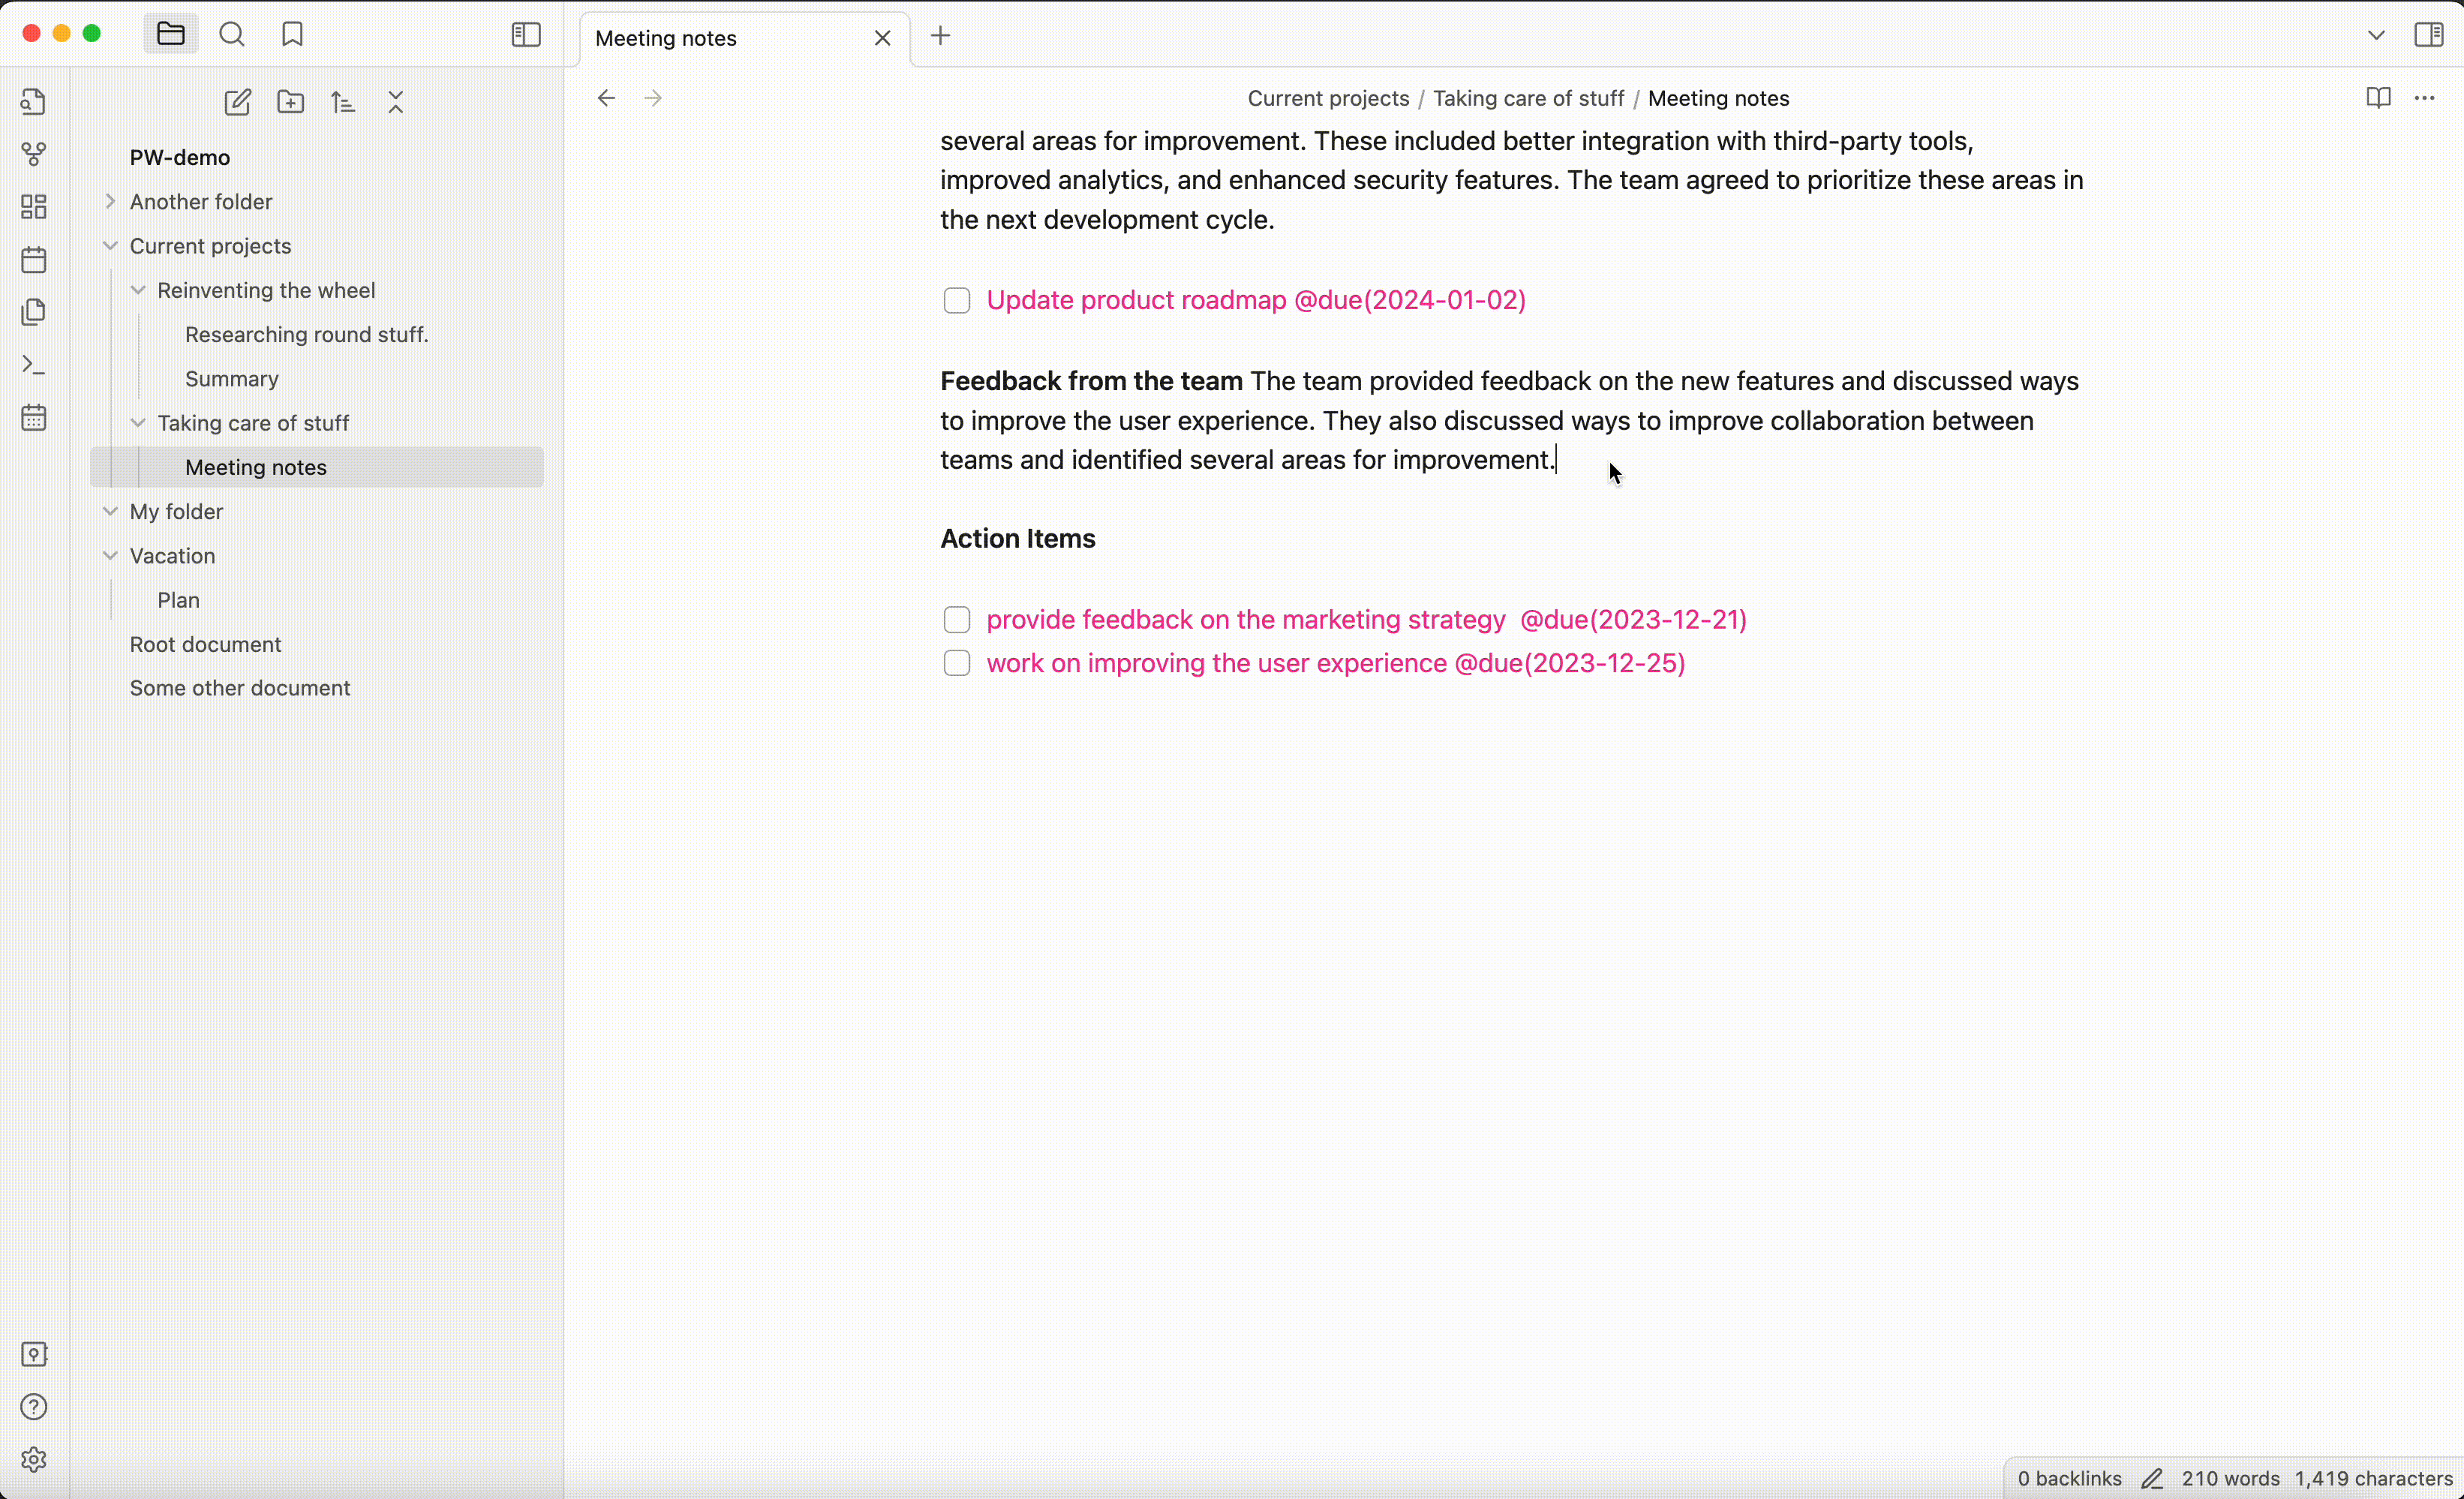 Meeting notes
PW-demo
Another folder
Current projects
Reinventing the wheel
Researching round stuff.
Summary
Taking care of stuff
Meeting notes
My folder
Vacation
Plan
Root document
Some other document
Current projects / Taking care of stuff / Meeting notes
several areas for improvement. These included better integration with third-party tools,
improved analytics, and enhanced security features. The team agreed to prioritize these areas in
the next development cycle.
Update product roadmap @due(2024-01-02)
Feedback from the team The team provided feedback on the new features and discussed ways
to improve the user experience. They also discussed ways to improve collaboration between
teams and identified several areas for improvement.
Action Items
provide feedback on the marketing strategy  @due(2023-12-21)
work on improving the user experience @due(2023-12-25)
0 backlinks 210 words 1,419 characters